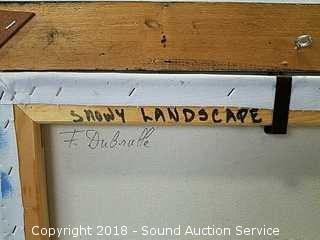 SNOWY LANDSCAPE
F. DuBrulle
Copyright 2018 - Sound Auction Service